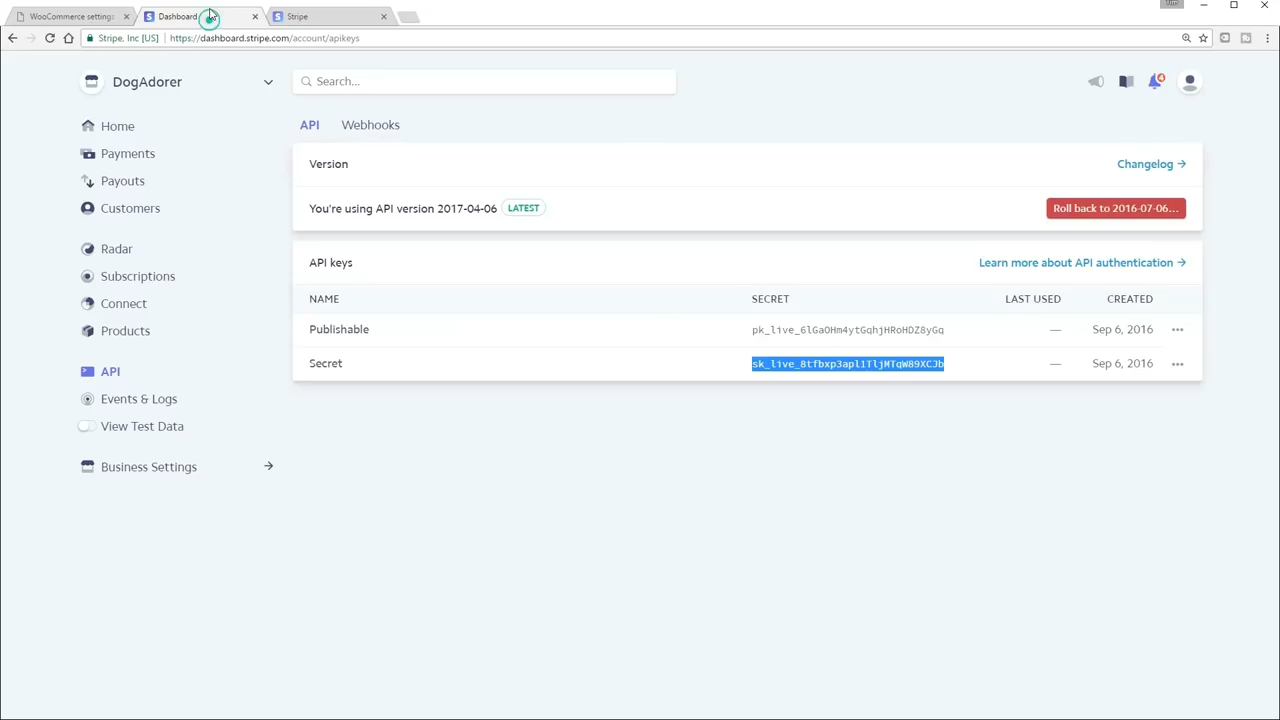 WooCommerce settings
Dashboard
Stripe
Stripe, Inc [US]
https://dashboard.stripe.com/account/apikeys
DogAdorer
Search...
4
Home
Payments
Payouts
Customers
Radar
Subscriptions
Connect
Products
API
Events & Logs
View Test Data
Business Settings
API
Webhooks
Version
Changelog
You're using API version 2017-04-06
LATEST
Roll back to 2016-07-06...
API keys
Learn more about API authentication
NAME
SECRET
LAST USED
CREATED
Publishable
pk_live_6lGaOHm4ytGqhjHRoHDZ8yGq
—
Sep 6, 2016
Secret
sk_live_8tfbxp3apl1TljMTqW89XCJb
—
Sep 6, 2016